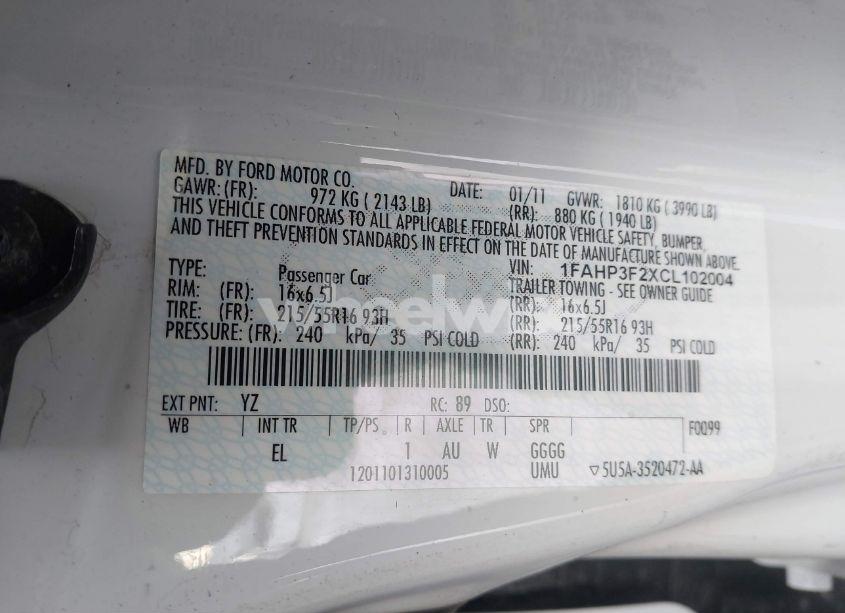 MFD. BY FORD MOTOR CO. DATE: 01/11 GVWR: 1810 KG ( 3990 LB)
GAWR: (FR): 972 KG ( 2143 LB) (RR): 880 KG ( 1940 LB)
THIS VEHICLE CONFORMS TO ALL APPLICABLE FEDERAL MOTOR VEHICLE SAFETY, BUMPER,
AND THEFT PREVENTION STANDARDS IN EFFECT ON THE DATE OF MANUFACTURE SHOWN ABOVE.
VIN: 1FAHP3F2XCL102004
TYPE: Passenger Car TRAILER TOWING - SEE OWNER GUIDE
RIM: (FR): 16x6.5J (RR): 16x6.5J
TIRE: (FR): 215/55R16 93H (RR): 215/55R16 93H
PRESSURE: (FR): 240 kPa/ 35 PSI COLD (RR): 240 kPa/ 35 PSI COLD
EXT PNT: YZ RC: 89 DSO:
WB INT TR TP/PS R AXLE TR SPR F0099
EL 1 AU W GGGG
1201101310005 UMU ▽5U5A-3520472-AA